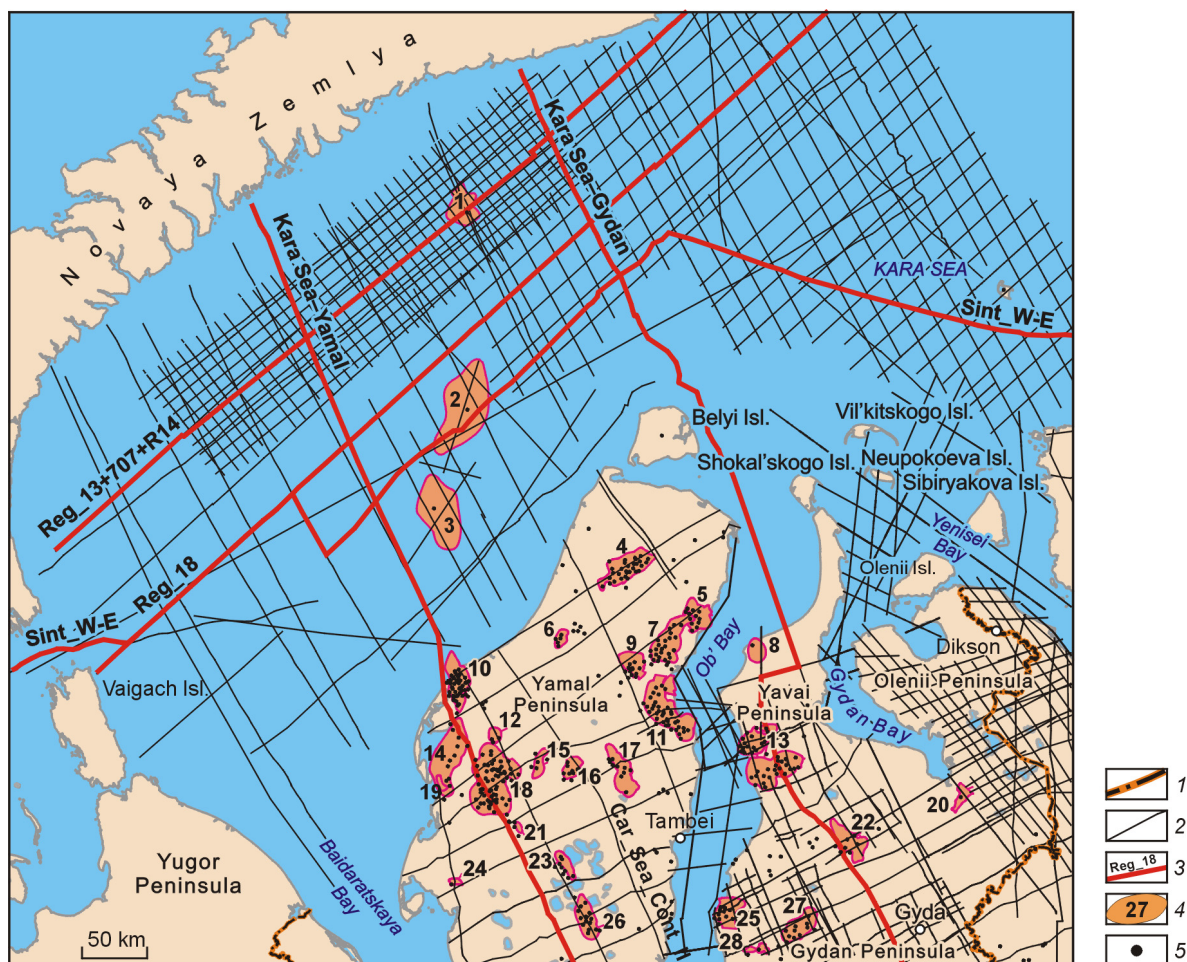 Novaya Zemlya
Kara Sea–Yamal
Kara Sea–Gydan
KARA SEA
Sint_W-E
1
2
3
Reg_13+707+R14
Sint_W-E
Reg_18
Belyi Isl.
Vil'kitskogo Isl.
Shokal'skogo Isl.
Neupokoeva Isl.
Sibiryakova Isl.
Yenisei
Bay
Olenii Isl.
4
5
6
7
8
9
10
Ob' Bay
Dikson
Olenii Peninsula
Gydan Bay
Vaigach Isl.
Yamal
Peninsula
Yavai
Peninsula
11
12
13
14
15
16
17
18
19
20
21
22
23
24
25
26
27
28
Car Sea Cont II
Tambei
Yugor
Peninsula
Baidaratskaya
Bay
Gyda
Gydan Peninsula
50 km
1
2
Reg_18 3
27 4
5